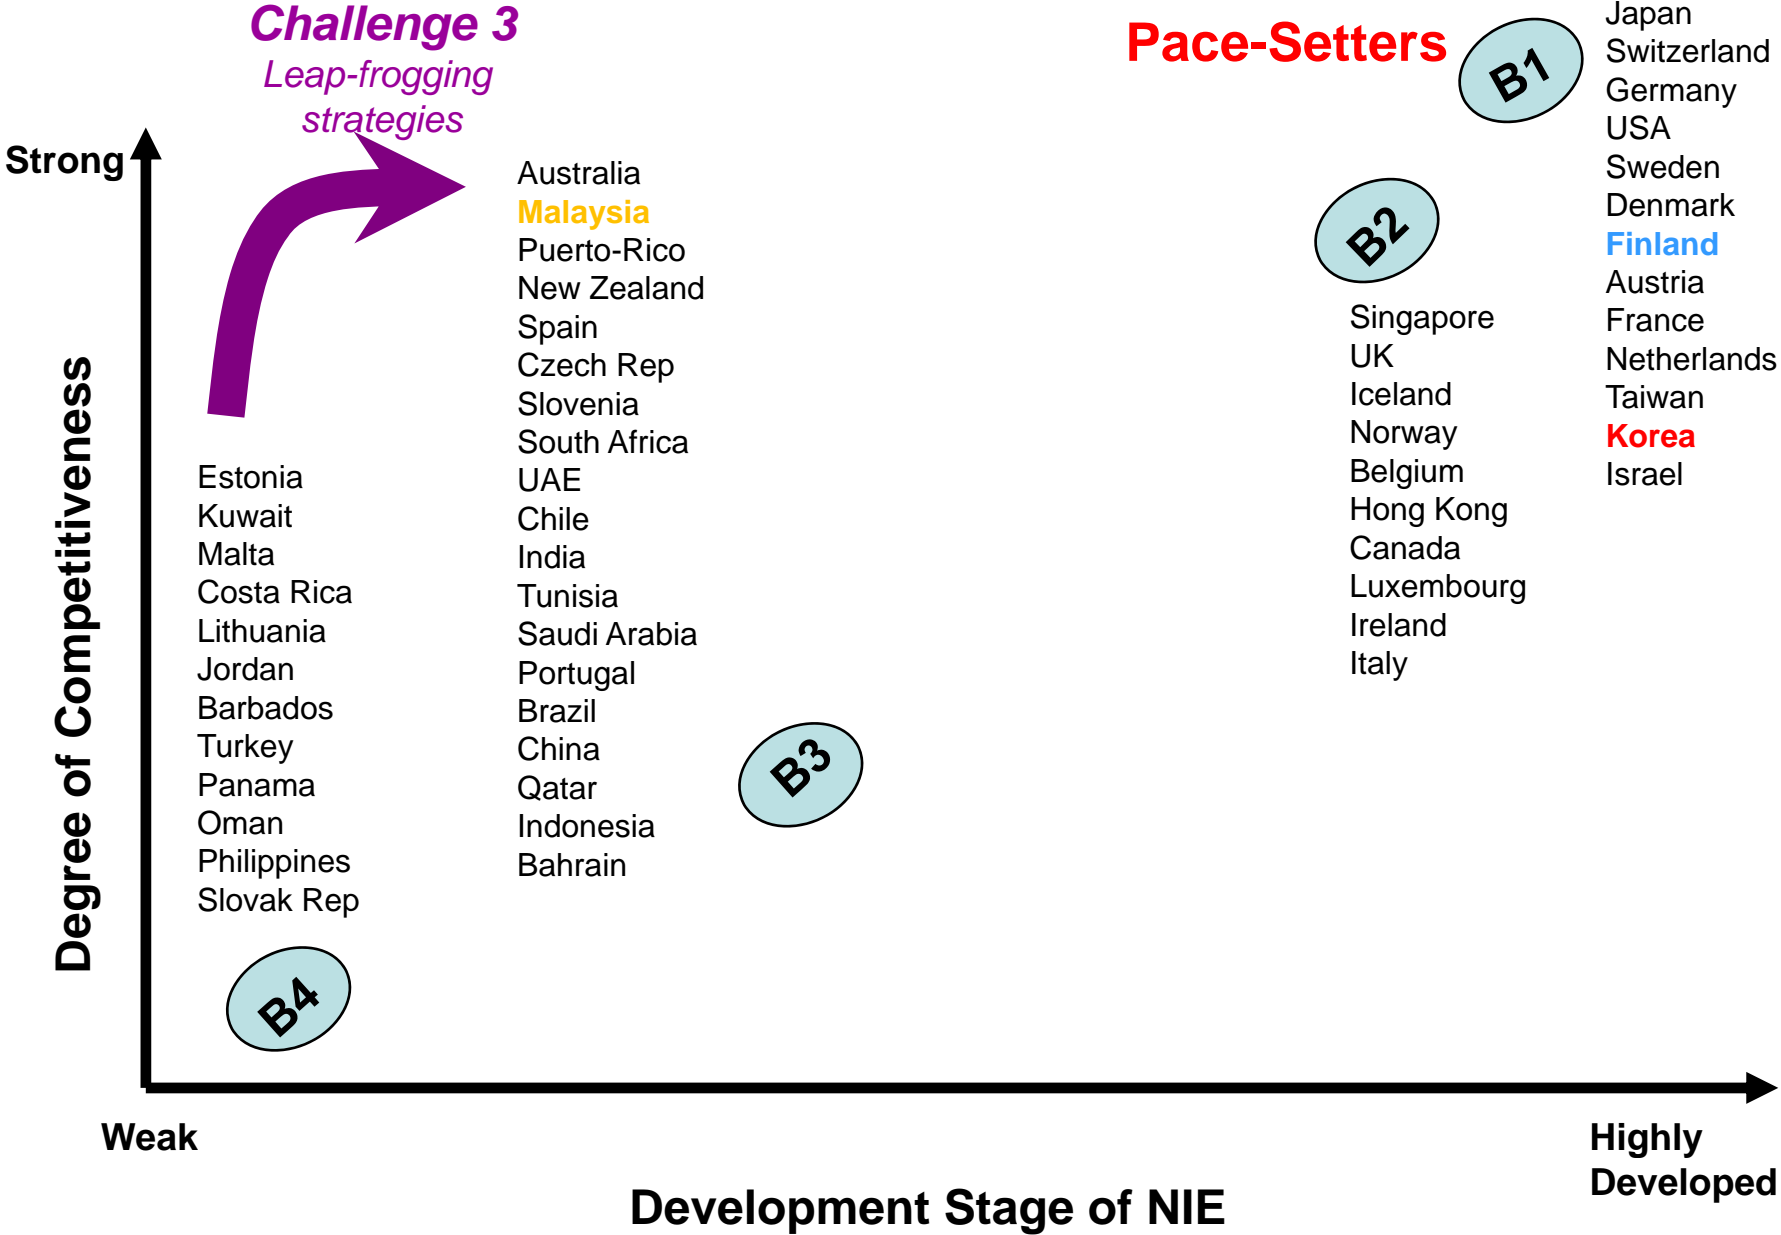 Challenge 3
Leap-frogging
strategies
Pace-Setters
B1
Japan
Switzerland
Germany
USA
Sweden
Denmark
Finland
Austria
France
Netherlands
Taiwan
Korea
Israel
Strong
Degree of Competitiveness
Australia
Malaysia
Puerto-Rico
New Zealand
Spain
Czech Rep
Slovenia
South Africa
UAE
Chile
India
Tunisia
Saudi Arabia
Portugal
Brazil
China
Qatar
Indonesia
Bahrain
B3
B2
Singapore
UK
Iceland
Norway
Belgium
Hong Kong
Canada
Luxembourg
Ireland
Italy
Estonia
Kuwait
Malta
Costa Rica
Lithuania
Jordan
Barbados
Turkey
Panama
Oman
Philippines
Slovak Rep
B4
Weak
Highly
Developed
Development Stage of NIE